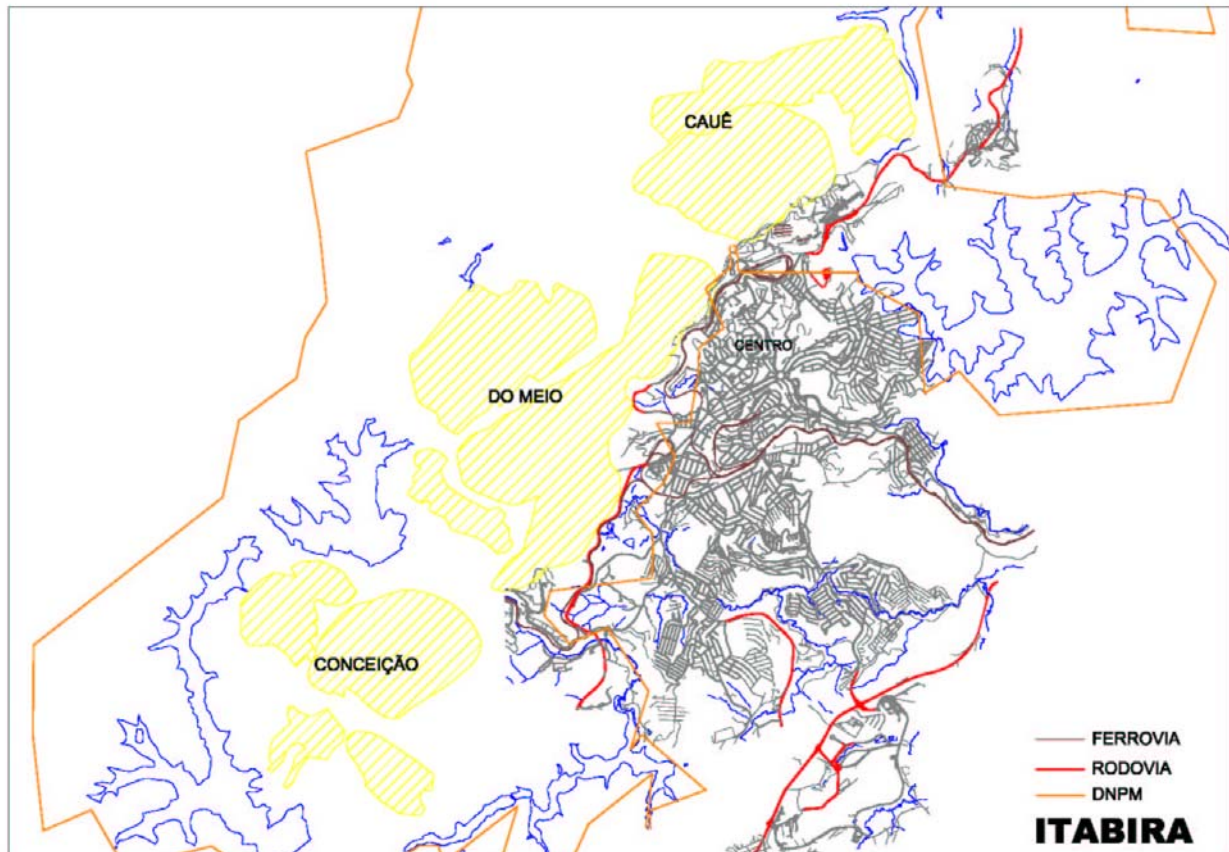 CAUÊ
CENTRO
DO MEIO
CONCEIÇÃO
FERROVIA
RODOVIA
DNPM
ITABIRA